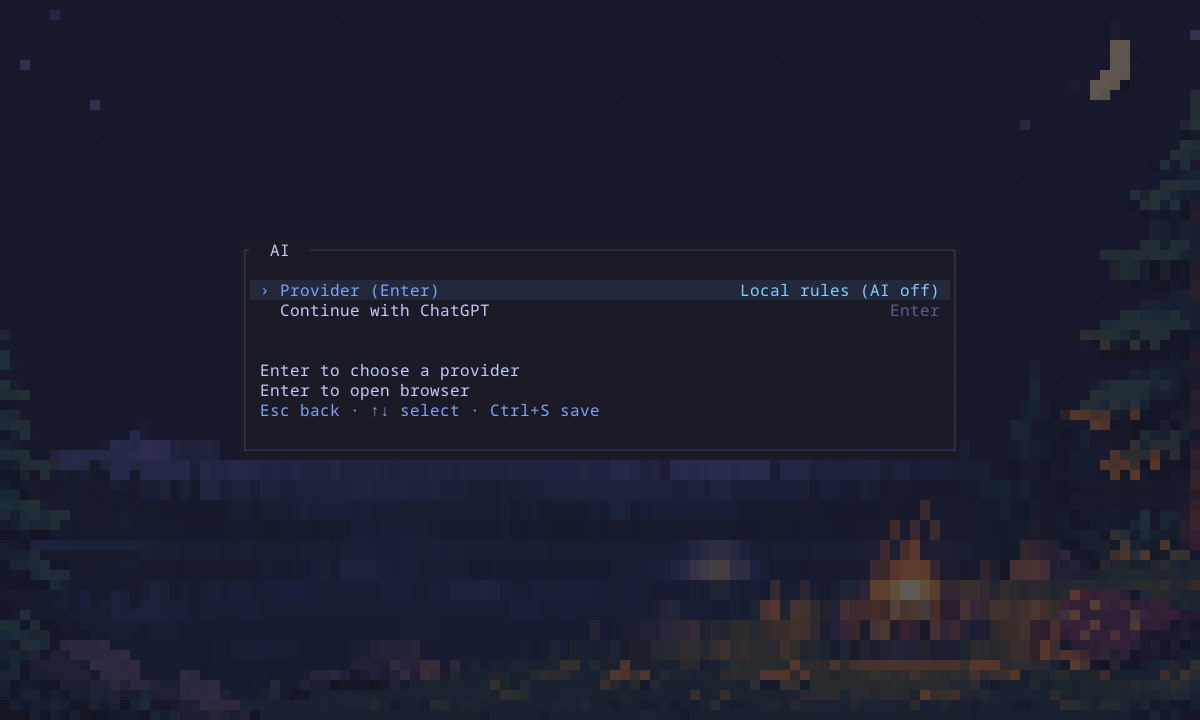 AI
› Provider (Enter) Local rules (AI off)
Continue with ChatGPT Enter
Enter to choose a provider
Enter to open browser
Esc back · ↑↓ select · Ctrl+S save